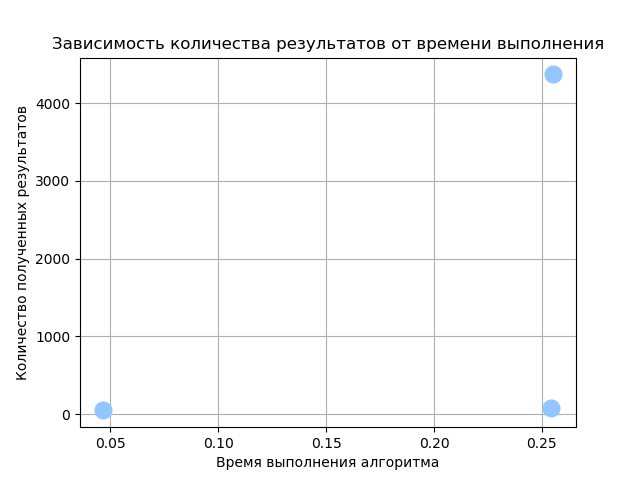 Зависимость количества результатов от времени выполнения
Количество полученных результатов
4000
3000
2000
1000
0
0.05 0.10 0.15 0.20 0.25
Время выполнения алгоритма